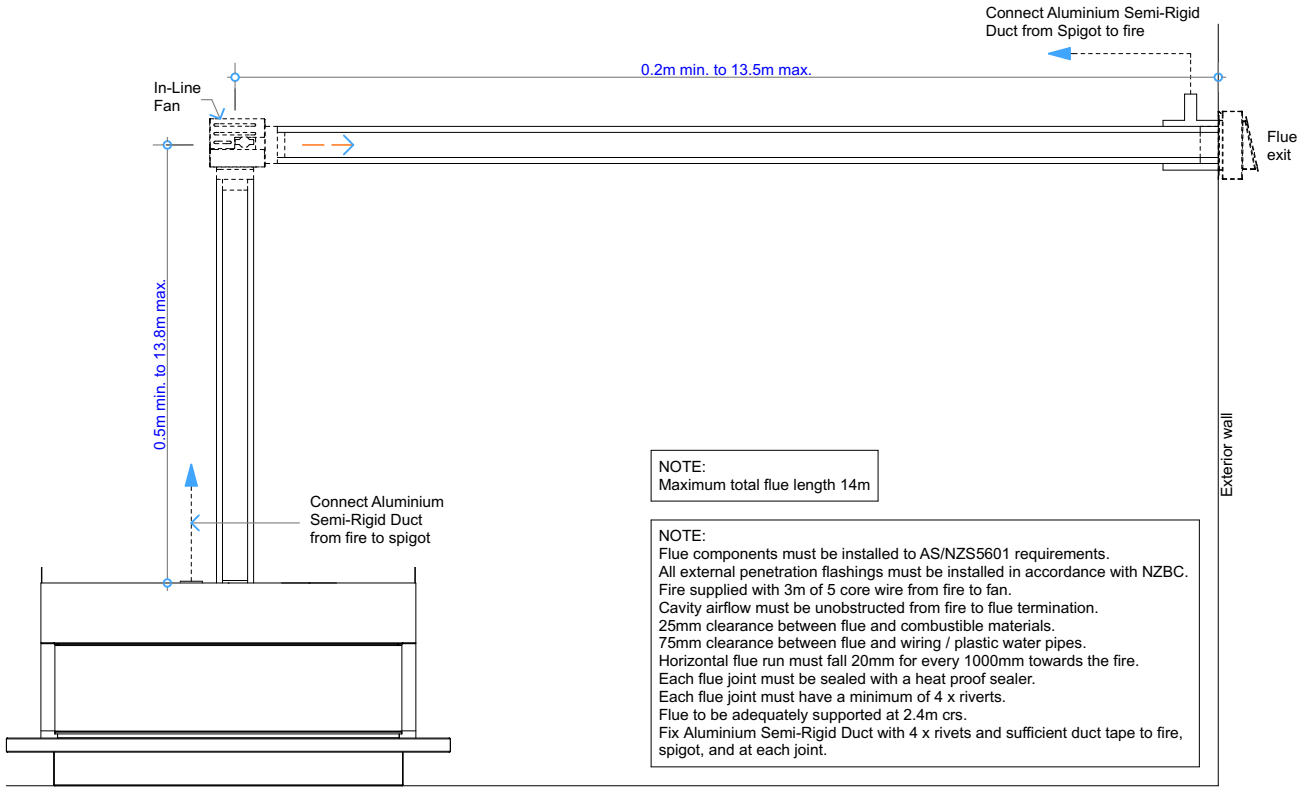 Connect Aluminium Semi-Rigid
Duct from Spigot to fire
0.2m min. to 13.5m max.
In-Line
Fan
Flue
exit
0.5m min. to 13.8m max.
Exterior wall
Connect Aluminium
Semi-Rigid Duct
from fire to spigot
NOTE:
Maximum total flue length 14m
NOTE:
Flue components must be installed to AS/NZS5601 requirements.
All external penetration flashings must be installed in accordance with NZBC.
Fire supplied with 3m of 5 core wire from fire to fan.
Cavity airflow must be unobstructed from fire to flue termination.
25mm clearance between flue and combustible materials.
75mm clearance between flue and wiring / plastic water pipes.
Horizontal flue run must fall 20mm for every 1000mm towards the fire.
Each flue joint must be sealed with a heat proof sealer.
Each flue joint must have a minimum of 4 x riverts.
Flue to be adequately supported at 2.4m crs.
Fix Aluminium Semi-Rigid Duct with 4 x rivets and sufficient duct tape to fire,
spigot, and at each joint.